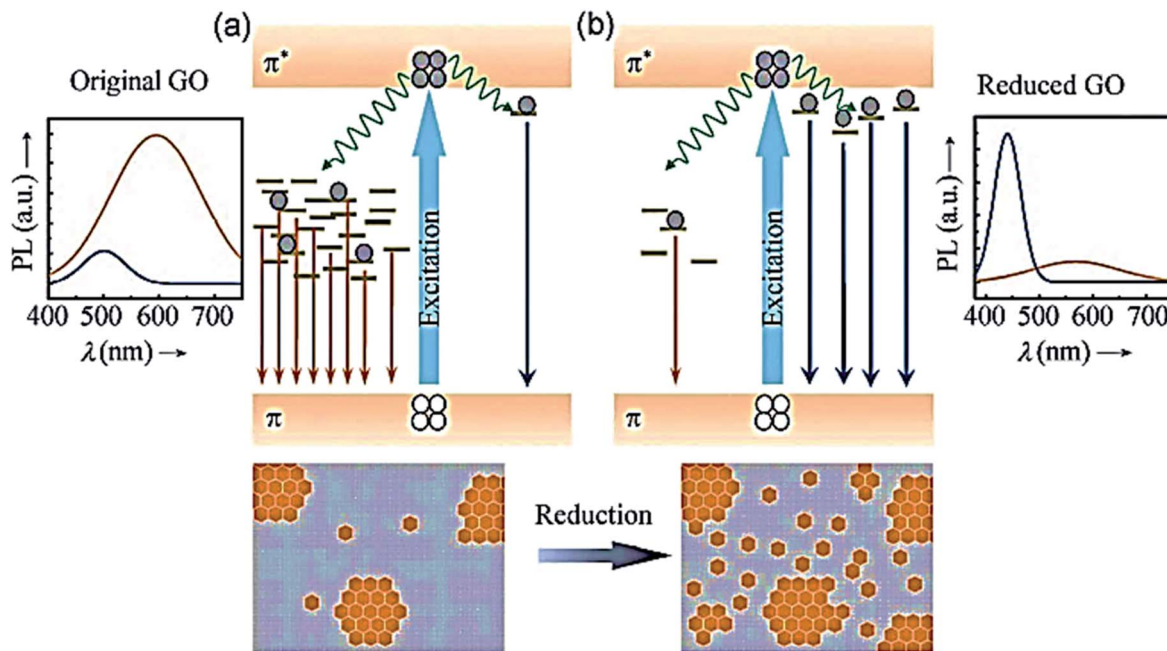 (a)
(b)
π*
π*
Original GO
Reduced GO
PL (a.u.)
400 500 600 700
λ (nm)
Excitation
Excitation
PL (a.u.)
400 500 600 700
λ (nm)
π
π
Reduction